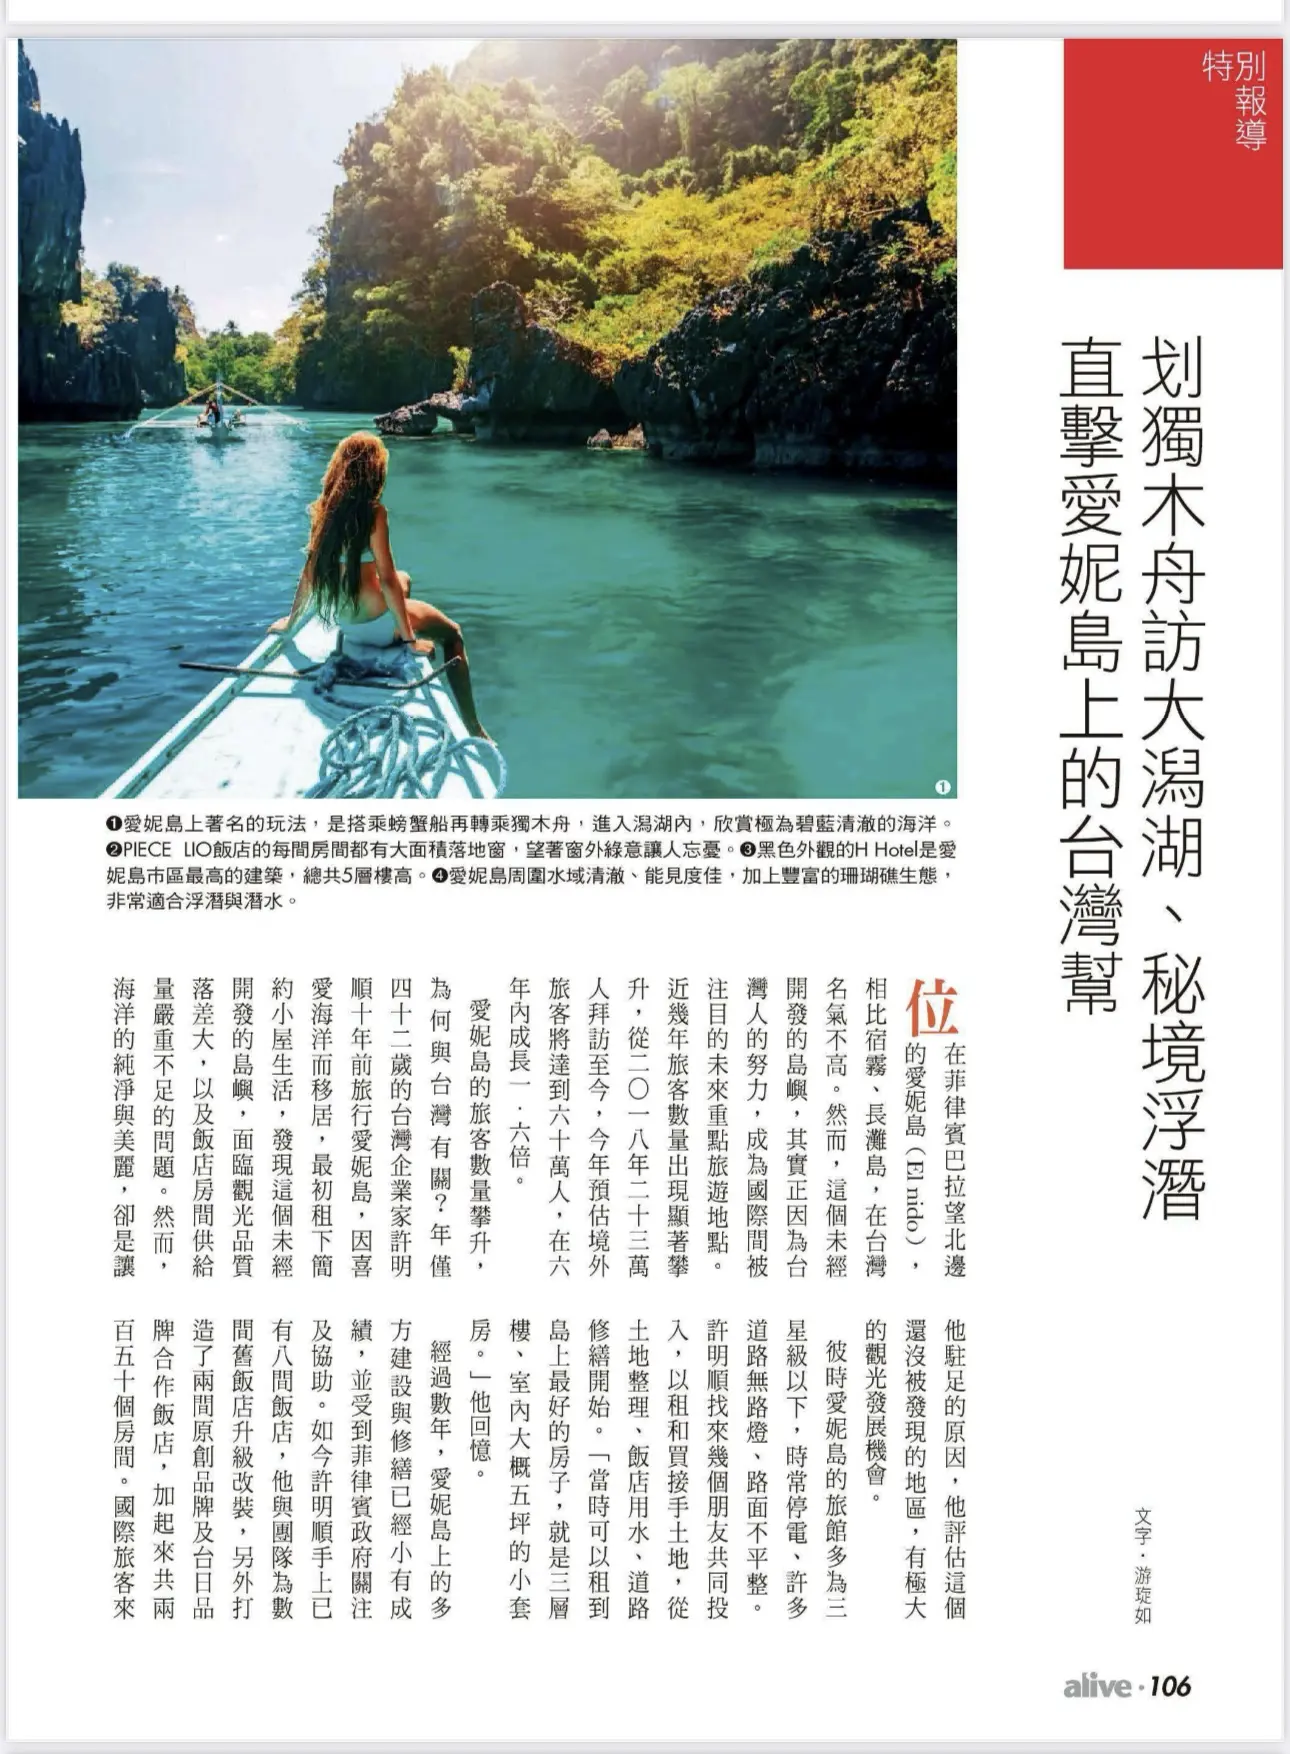 特別報導
划獨木舟訪大潟湖、秘境浮潛
直擊愛妮島上的台灣幫
文字・游琁如
1
❶愛妮島上著名的玩法，是搭乘螃蟹船再轉乘獨木舟，進入潟湖內，欣賞極為碧藍清澈的海洋。
❷PIECE LIO飯店的每間房間都有大面積落地窗，望著窗外綠意讓人忘憂。❸黑色外觀的H Hotel是愛
妮島市區最高的建築，總共5層樓高。❹愛妮島周圍水域清澈、能見度佳，加上豐富的珊瑚礁生態，
非常適合浮潛與潛水。
位在菲律賓巴拉望北邊
的愛妮島（El nido），
相比宿霧、長灘島，在台灣
名氣不高。然而，這個未經
開發的島嶼，其實正因為台
灣人的努力，成為國際間被
注目的未來重點旅遊地點。
近幾年旅客數量出現顯著攀
升，從二〇一八年二十三萬
人拜訪至今，今年預估境外
旅客將達到六十萬人，在六
年內成長一．六倍。
愛妮島的旅客數量攀升，
為何與台灣有關？年僅
四十二歲的台灣企業家許明
順十年前旅行愛妮島，因喜
愛海洋而移居，最初租下簡
約小屋生活，發現這個未經
開發的島嶼，面臨觀光品質
落差大，以及飯店房間供給
量嚴重不足的問題。然而，
海洋的純淨與美麗，卻是讓
他駐足的原因，他評估這個
還沒被發現的地區，有極大
的觀光發展機會。
彼時愛妮島的旅館多為三
星級以下，時常停電、許多
道路無路燈、路面不平整。
許明順找來幾個朋友共同投
入，以租和買接手土地，從
土地整理、飯店用水、道路
修繕開始。「當時可以租到
島上最好的房子，就是三層
樓、室內大概五坪的小套
房。」他回憶。
經過數年，愛妮島上的多
方建設與修繕已經小有成
績，並受到菲律賓政府關注
及協助。如今許明順手上已
有八間飯店，他與團隊為數
間舊飯店升級改裝，另外打
造了兩間原創品牌及台日品
牌合作飯店，加起來共兩
百五十個房間。國際旅客來
alive・106